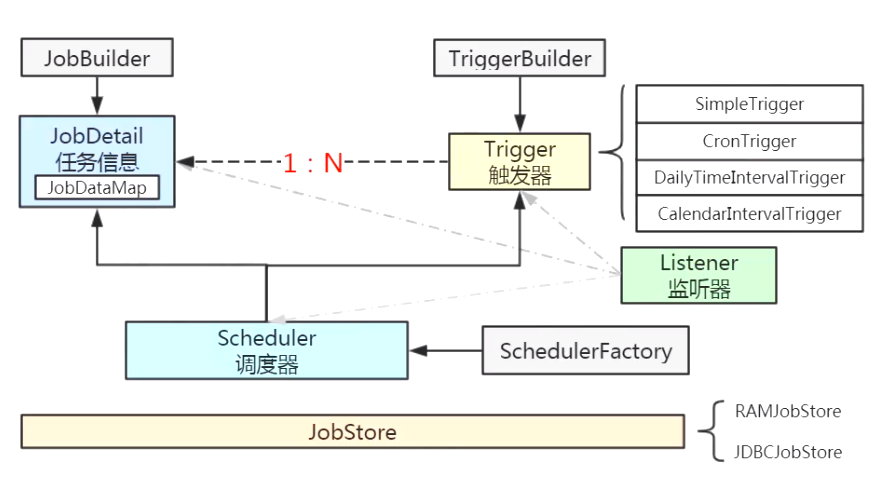 JobBuilder
TriggerBuilder
JobDetail
任务信息
JobDataMap
1：N
Trigger
触发器
SimpleTrigger
CronTrigger
DailyTimeIntervalTrigger
CalendarIntervalTrigger
Listener
监听器
Scheduler
调度器
SchedulerFactory
JobStore
RAMJobStore
JDBCJobStore